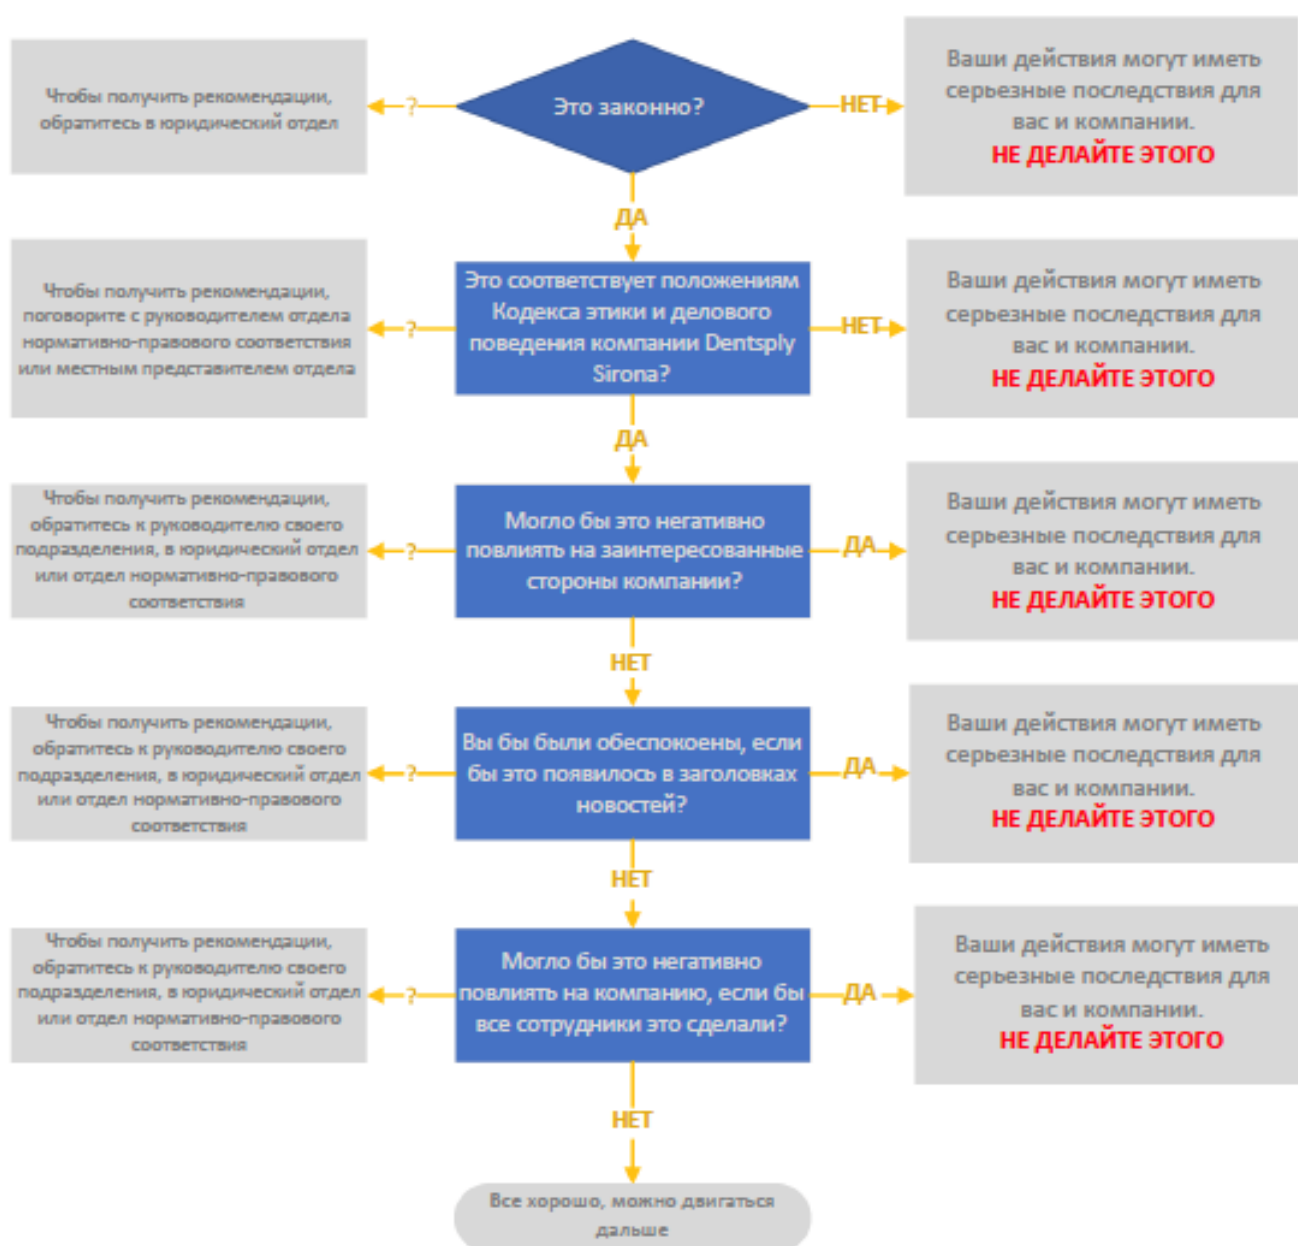 Чтобы получить рекомендации,
обратитесь в юридический отдел
?
Это законно?
НЕТ
Ваши действия могут иметь
серьезные последствия для
вас и компании.
НЕ ДЕЛАЙТЕ ЭТОГО
ДА
Чтобы получить рекомендации,
поговорите с руководителем отдела
нормативно-правового соответствия
или местным представителем отдела
?
Это соответствует положениям
Кодекса этики и делового
поведения компании Dentsply
Sirona?
НЕТ
Ваши действия могут иметь
серьезные последствия для
вас и компании.
НЕ ДЕЛАЙТЕ ЭТОГО
ДА
Чтобы получить рекомендации,
обратитесь к руководителю своего
подразделения, в юридический отдел
или отдел нормативно-правового
соответствия
?
Могло бы это негативно
повлиять на заинтересованные
стороны компании?
ДА
Ваши действия могут иметь
серьезные последствия для
вас и компании.
НЕ ДЕЛАЙТЕ ЭТОГО
НЕТ
Чтобы получить рекомендации,
обратитесь к руководителю своего
подразделения, в юридический отдел
или отдел нормативно-правового
соответствия
?
Вы бы были обеспокоены, если
бы это появилось в заголовках
новостей?
ДА
Ваши действия могут иметь
серьезные последствия для
вас и компании.
НЕ ДЕЛАЙТЕ ЭТОГО
НЕТ
Чтобы получить рекомендации,
обратитесь к руководителю своего
подразделения, в юридический отдел
или отдел нормативно-правового
соответствия
?
Могло бы это негативно
повлиять на компанию, если бы
все сотрудники это сделали?
ДА
Ваши действия могут иметь
серьезные последствия для
вас и компании.
НЕ ДЕЛАЙТЕ ЭТОГО
НЕТ
Все хорошо, можно двигаться
дальше